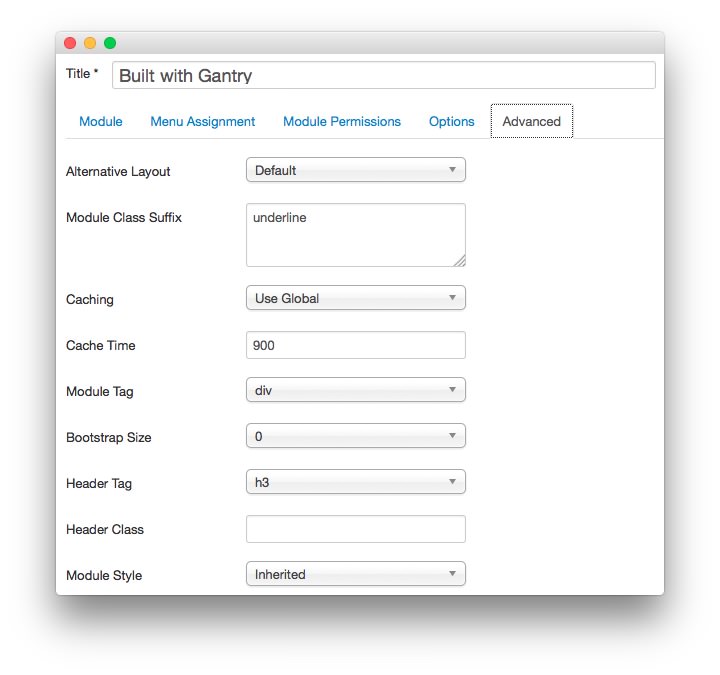 Title * Built with Gantry
Module Menu Assignment Module Permissions Options Advanced
Alternative Layout Default
Module Class Suffix underline
Caching Use Global
Cache Time 900
Module Tag div
Bootstrap Size 0
Header Tag h3
Header Class
Module Style Inherited